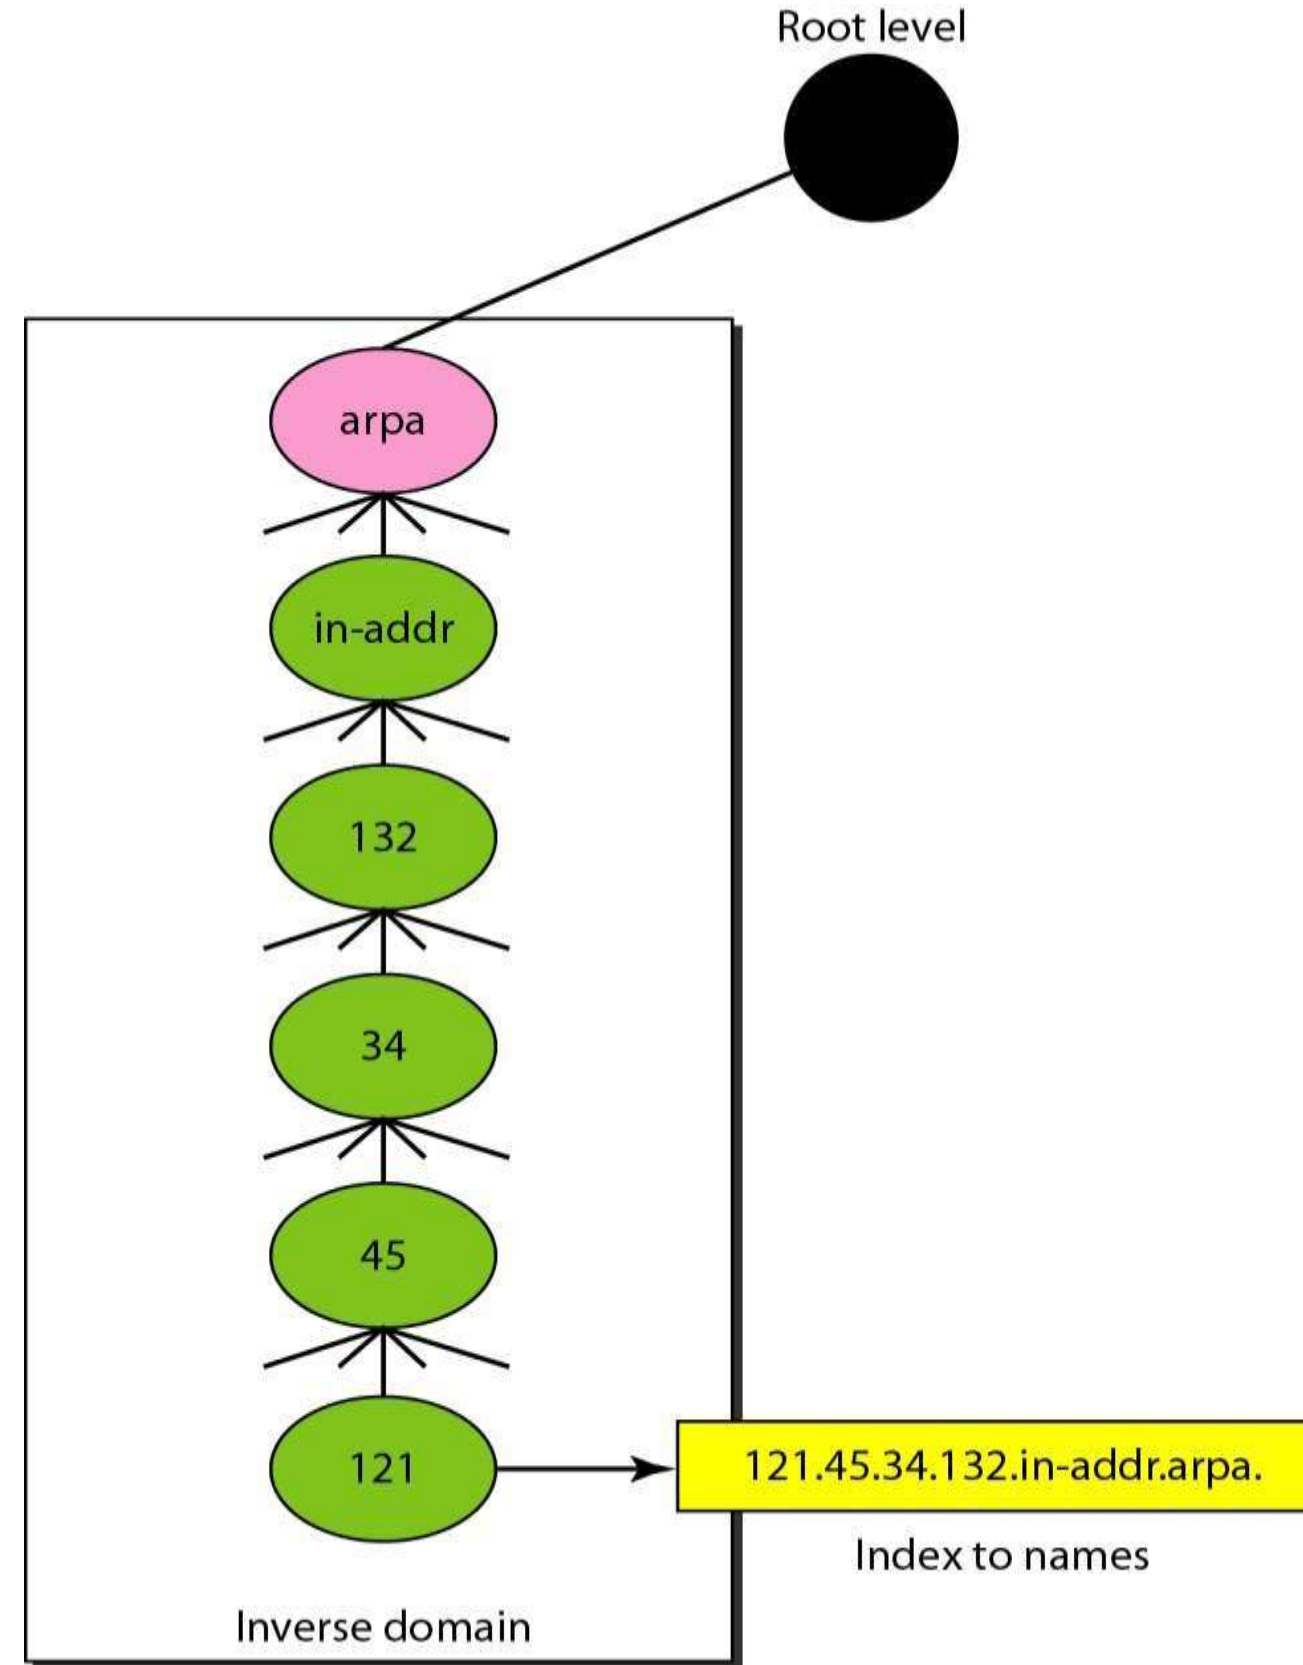 Root level
arpa
in-addr
132
34
45
121
121.45.34.132.in-addr.arpa.
Index to names
Inverse domain